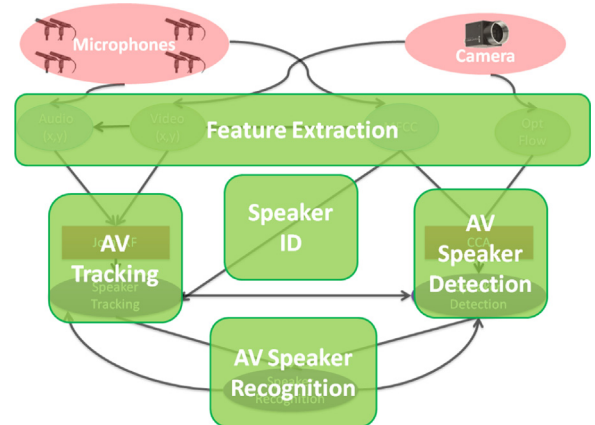 Microphones
Camera
Audio
(x,y)
Video
(x,y)
Opt
Flow
Feature Extraction
Speaker
ID
AV
Tracking
Speaker
Tracking
AV
Speaker
Detection
CCA
Detection
AV Speaker
Recognition
Speaker
Recognition